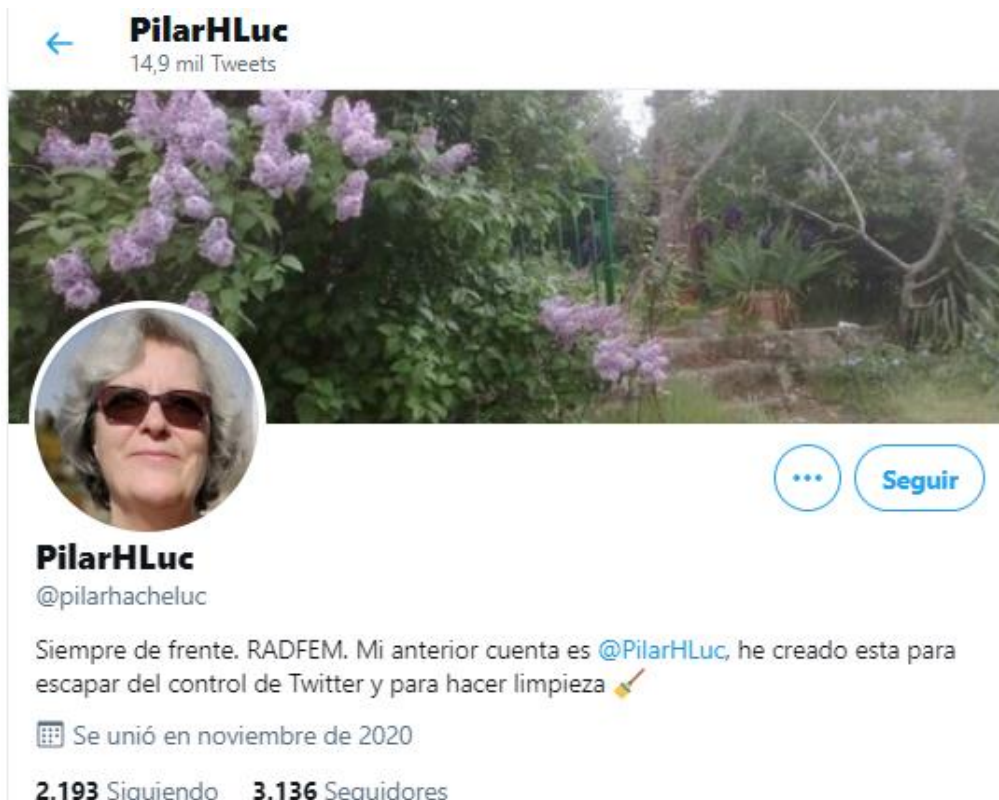 PilarHLuc
14,9 mil Tweets
Seguir
PilarHLuc
@pilarhacheluc
Siempre de frente. RADFEM. Mi anterior cuenta es @PilarHLuc, he creado esta para
escapar del control de Twitter y para hacer limpieza 🧹
Se unió en noviembre de 2020
2.193 Siguiendo 3.136 Seguidores